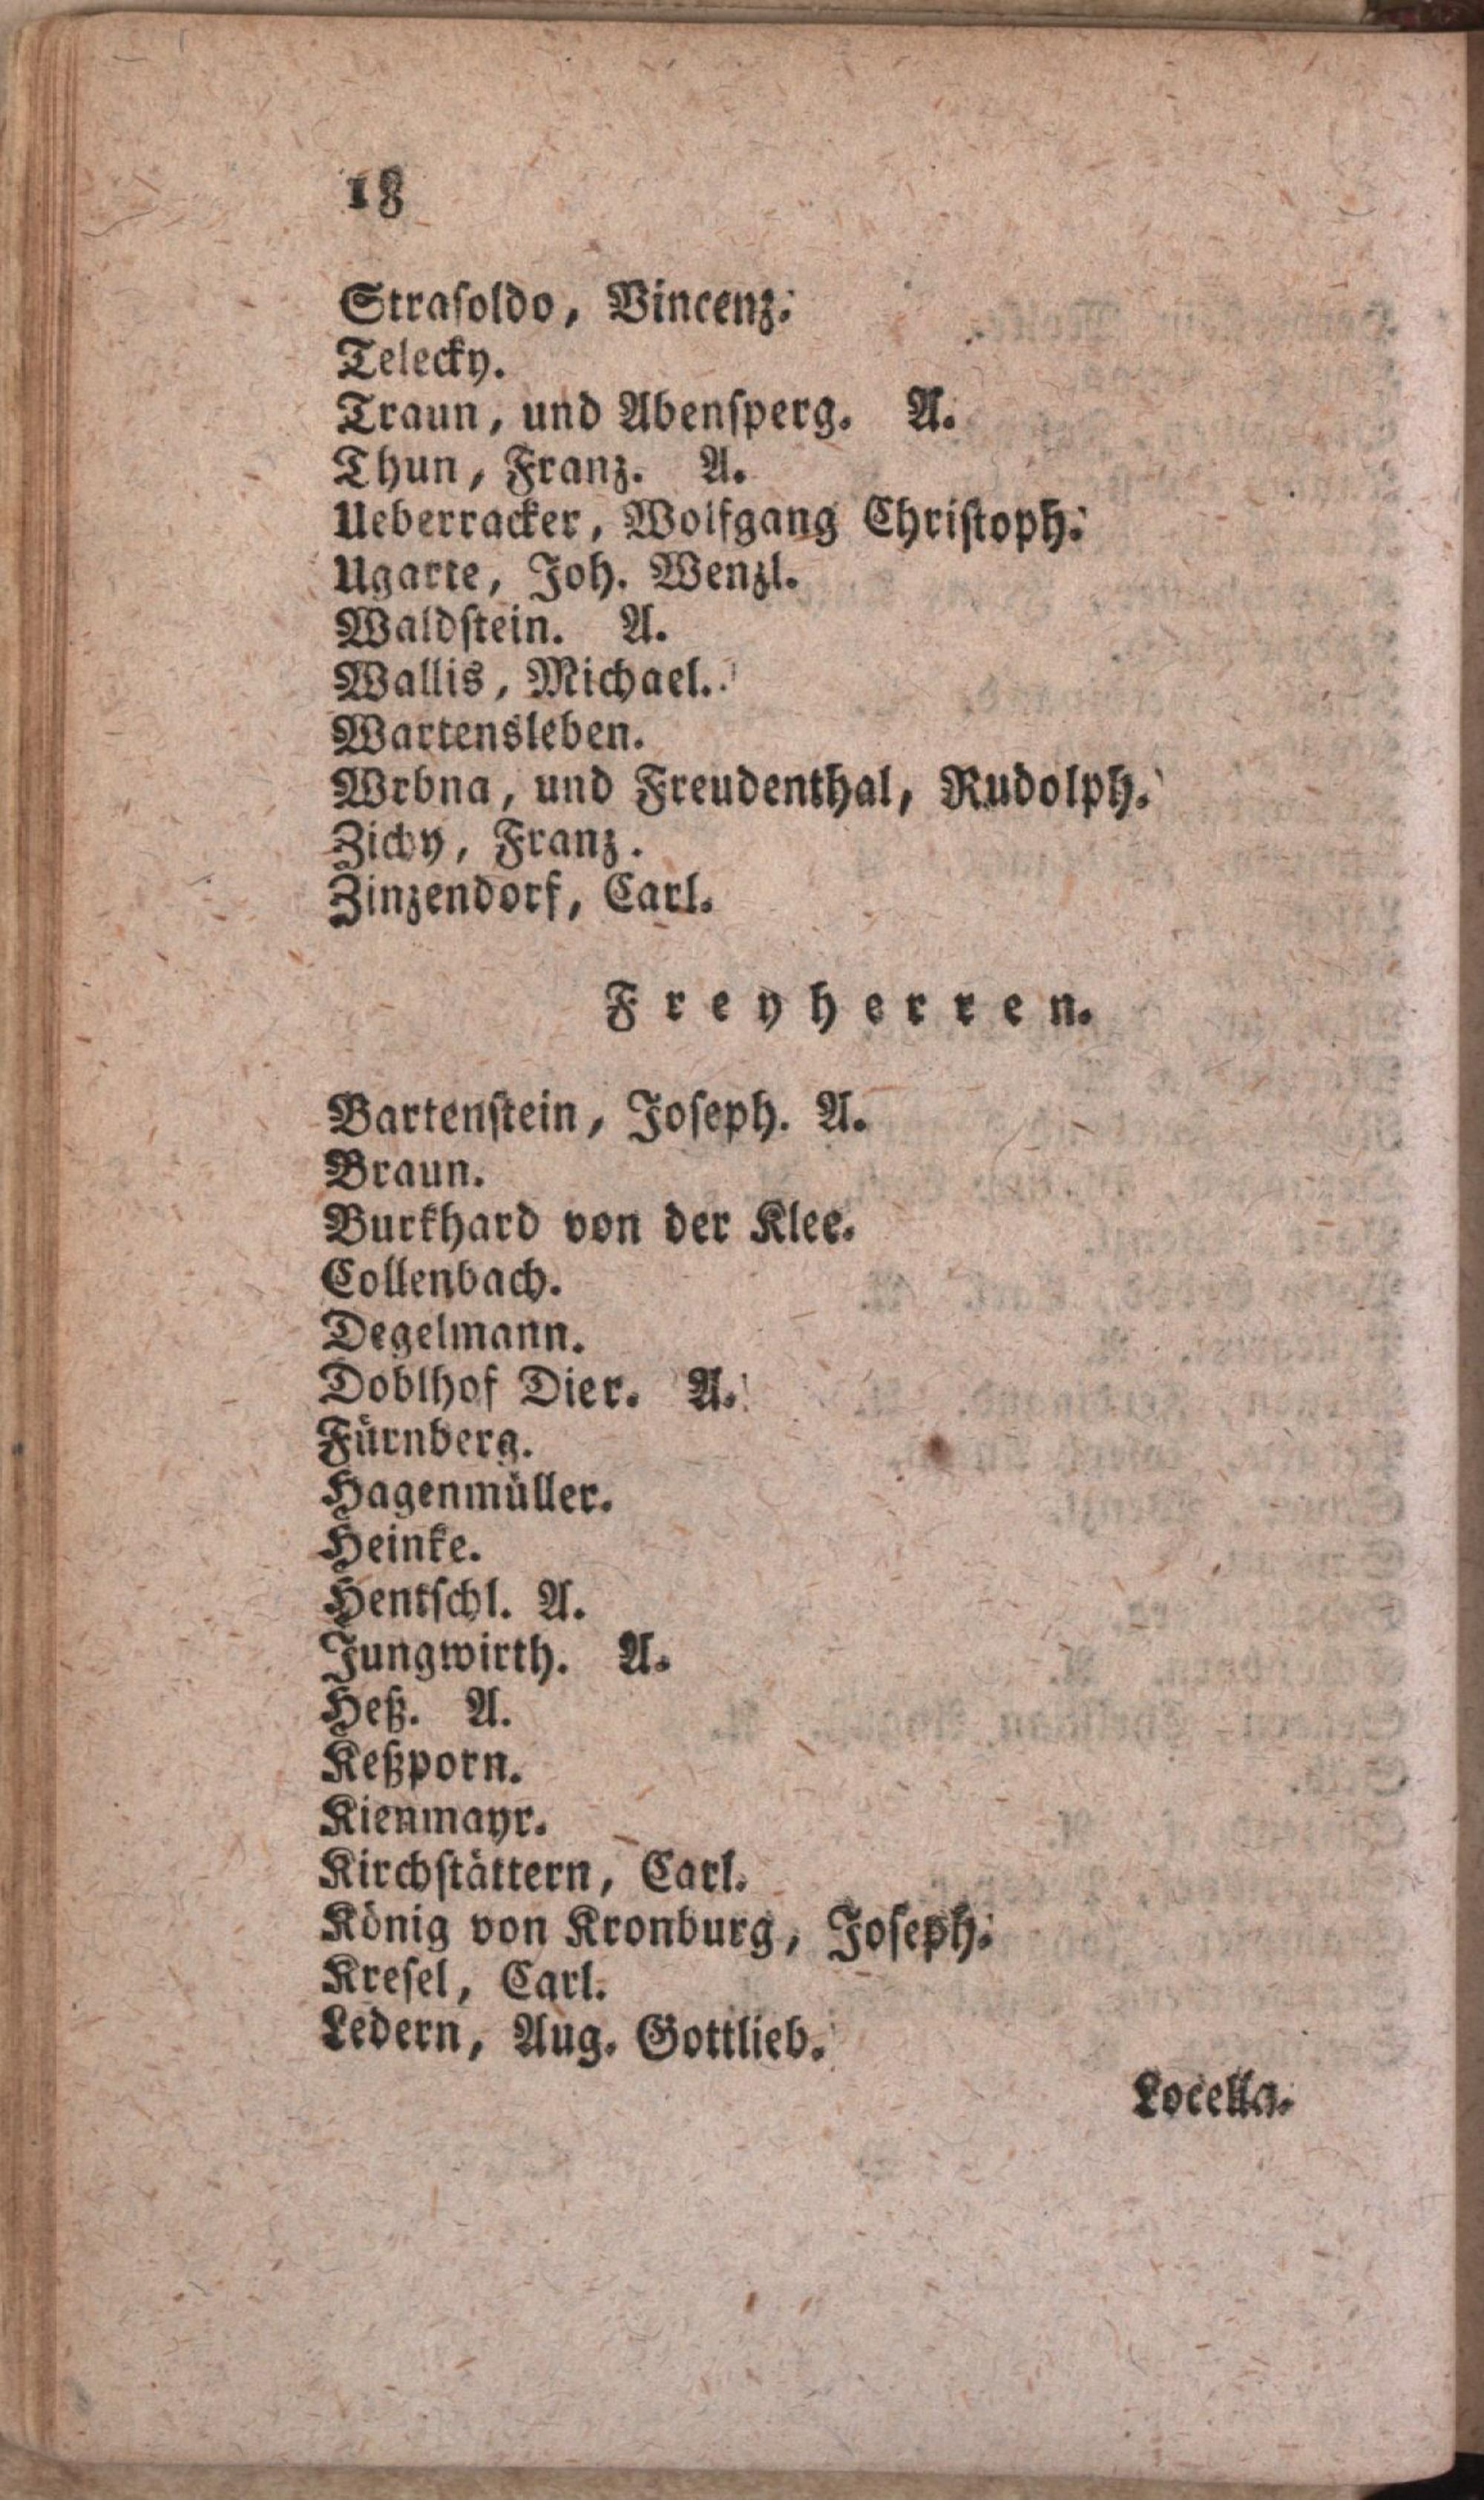 18
Straſoldo, Vincenz.
Telecky.
Traun, und Abenſperg. A.
Thun, Franz. A.
Ueberracker, Wolfgang Chriſtoph.
Ugarte, Joh. Wenzl.
Waldſtein. A.
Wallis, Michael.
Wartensleben.
Wrbna, und Freudenthal, Rudolph.
Zichy, Franz.
Zinzendorf, Carl.
Freyherren.
Bartenſtein, Joſeph. A.
Braun.
Burkhard von der Klee.
Collenbach.
Degelmann.
Doblhof Dier. A.
Fürnberg.
Hagenmüller.
Heinke.
Hentſchl. A.
Jungwirth. A.
Heß. A.
Keßporn.
Kienmayr.
Kirchſtättern, Carl.
König von Kronburg, Joſeph.
Kreſel, Carl.
Ledern, Aug. Gottlieb.
Locella.